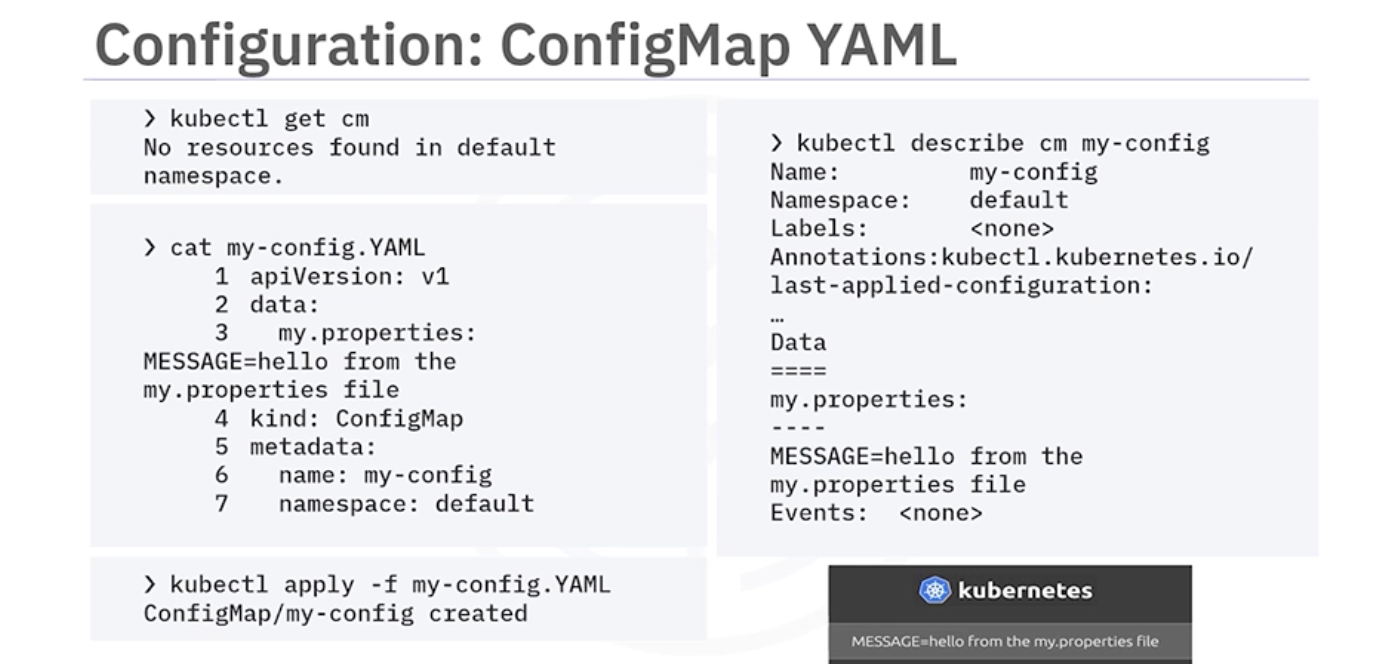 Configuration: ConfigMap YAML
❯ kubectl get cm
No resources found in default
namespace.
❯ cat my-config.YAML
1 apiVersion: v1
2 data:
3   my.properties:
MESSAGE=hello from the
my.properties file
4 kind: ConfigMap
5 metadata:
6   name: my-config
7   namespace: default
❯ kubectl apply -f my-config.YAML
ConfigMap/my-config created
❯ kubectl describe cm my-config
Name:         my-config
Namespace:    default
Labels:       <none>
Annotations:kubectl.kubernetes.io/
last-applied-configuration:
…
Data
====
my.properties:
----
MESSAGE=hello from the
my.properties file
Events:  <none>
kubernetes
MESSAGE=hello from the my.properties file